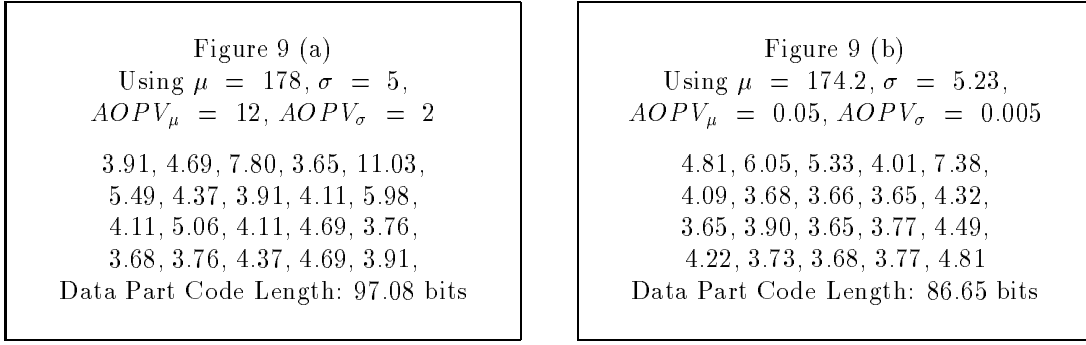 Figure 9 (a)
Using μ = 178, σ = 5,
AOPVμ = 12, AOPVσ = 2
3.91, 4.69, 7.80, 3.65, 11.03,
5.49, 4.37, 3.91, 4.11, 5.98,
4.11, 5.06, 4.11, 4.69, 3.76,
3.68, 3.76, 4.37, 4.69, 3.91,
Data Part Code Length: 97.08 bits
Figure 9 (b)
Using μ = 174.2, σ = 5.23,
AOPVμ = 0.05, AOPVσ = 0.005
4.81, 6.05, 5.33, 4.01, 7.38,
4.09, 3.68, 3.66, 3.65, 4.32,
3.65, 3.90, 3.65, 3.77, 4.49,
4.22, 3.73, 3.68, 3.77, 4.81
Data Part Code Length: 86.65 bits